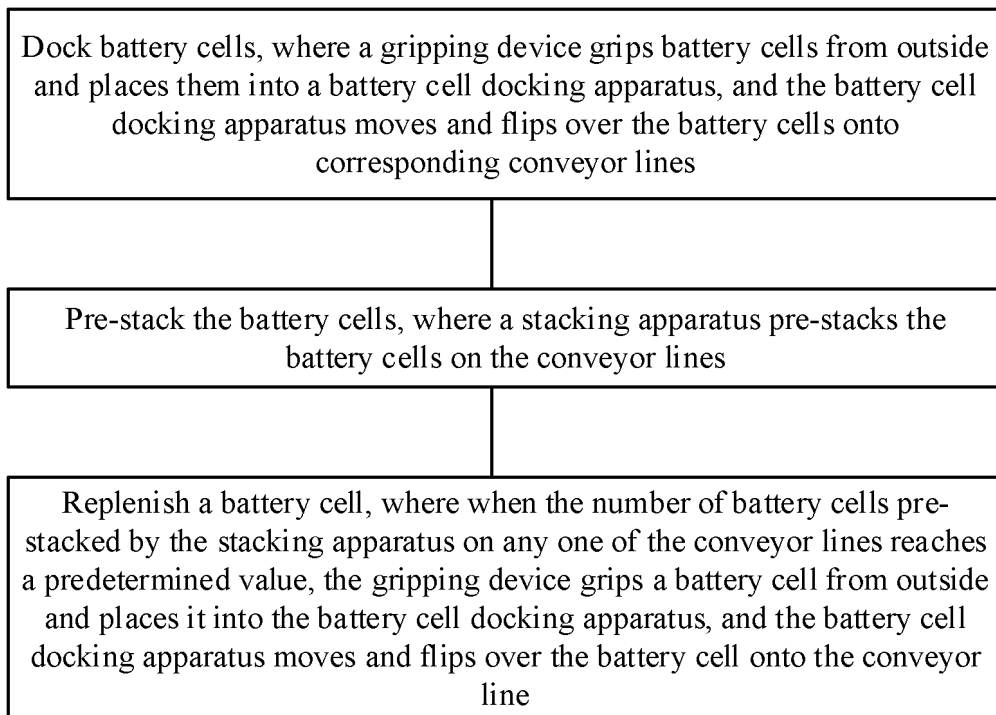 Dock battery cells, where a gripping device grips battery cells from outside
and places them into a battery cell docking apparatus, and the battery cell
docking apparatus moves and flips over the battery cells onto
corresponding conveyor lines
Pre-stack the battery cells, where a stacking apparatus pre-stacks the
battery cells on the conveyor lines
Replenish a battery cell, where when the number of battery cells pre-
stacked by the stacking apparatus on any one of the conveyor lines reaches
a predetermined value, the gripping device grips a battery cell from outside
and places it into the battery cell docking apparatus, and the battery cell
docking apparatus moves and flips over the battery cell onto the conveyor
line